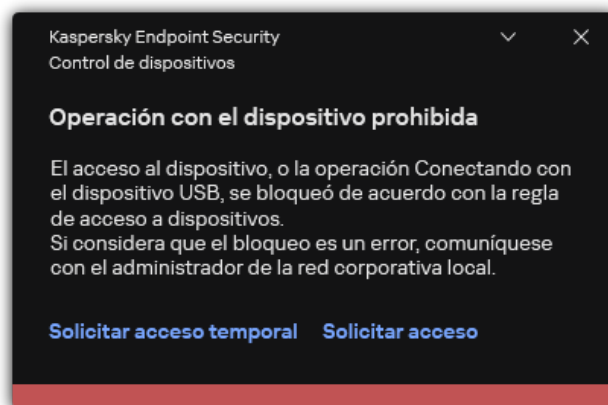 Kaspersky Endpoint Security
Control de dispositivos
Operación con el dispositivo prohibida
El acceso al dispositivo, o la operación Conectando con
el dispositivo USB, se bloqueó de acuerdo con la regla
de acceso a dispositivos.
Si considera que el bloqueo es un error, comuníquese
con el administrador de la red corporativa local.
Solicitar acceso temporal Solicitar acceso